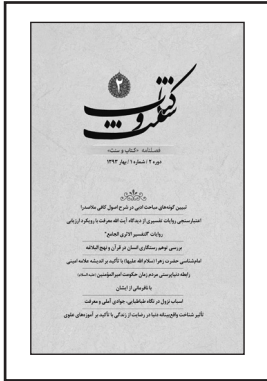 ۲
کتاب و سنت
فصلنامه «کتاب و سنت»
دوره ۲ / شماره ۱ / بهار ۱۳۹۳
تبیین گونه‌های مباحث ادبی در شرح اصول کافی ملاصدرا
اعتبارسنجی روایات تفسیری از دیدگاه آیت الله معرفت با رویکرد ارزیابی
روایات "التفسیر الاثری الجامع"
بررسی توهم رستگاری انسان در قرآن و نهج البلاغه
امام‌شناسی حضرت زهرا (سلام الله علیها) با تأکید بر اندیشه علامه امینی
رابطه دنیاپرستی مردم زمان حکومت امیرالمؤمنین (علیه السلام)
با نافرمانی از ایشان
اسباب نزول در نگاه طباطبایی، جوادی آملی و معرفت
تأثیر شناخت واقع‌بینانه دنیا در رضایت از زندگی با تأکید بر آموزه‌های علوی